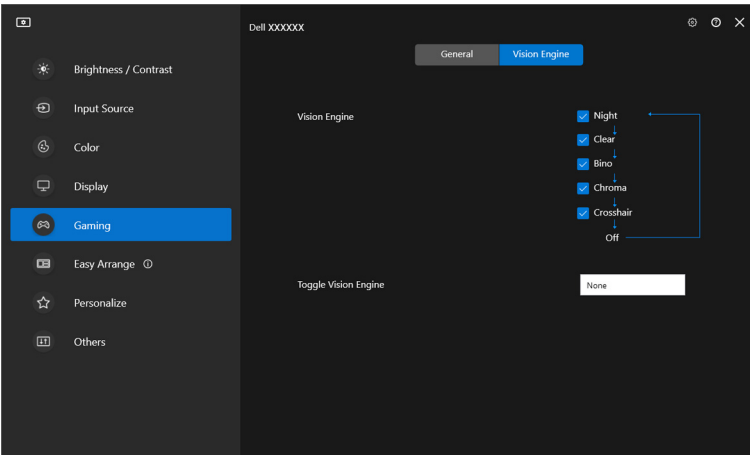 Dell XXXXXX
General
Vision Engine
Brightness / Contrast
Input Source
Color
Display
Gaming
Easy Arrange
Personalize
Others
Vision Engine
Night
Clear
Bino
Chroma
Crosshair
Off
Toggle Vision Engine
None